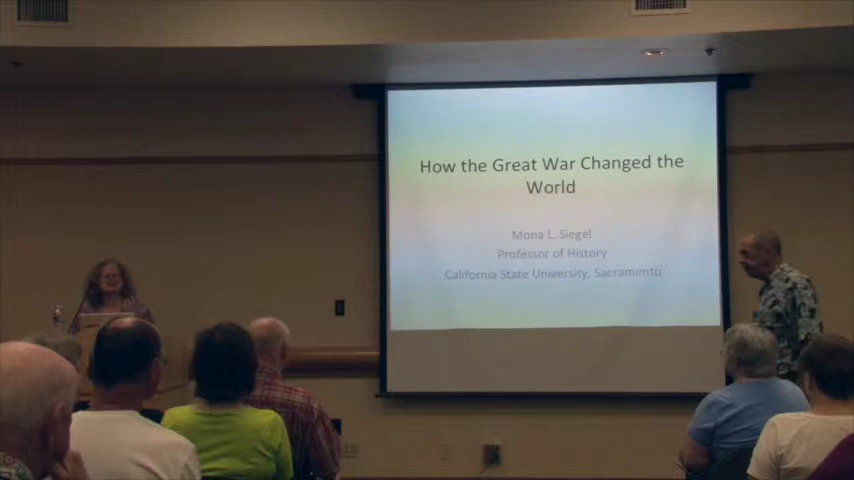 How the Great War Changed the
World
Mona L. Siegel
Professor of History
California State University, Sacramento